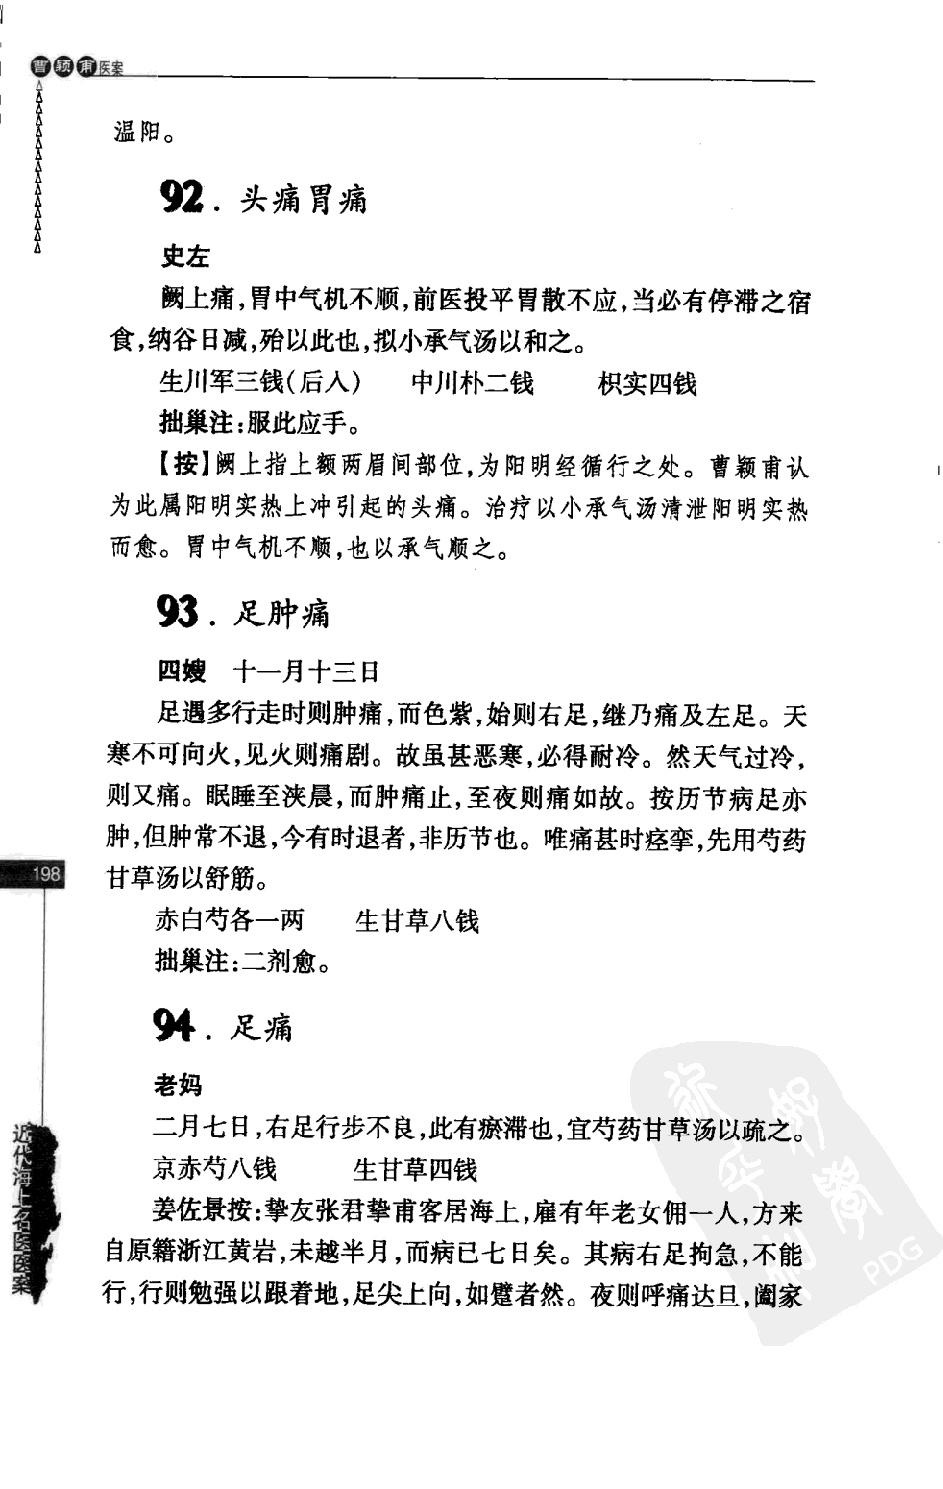 曹颖甫医案
温阳。
92. 头痛胃痛
史左
阙上痛,胃中气机不顺,前医投平胃散不应,当必有停滞之宿
食,纳谷日减,殆以此也,拟小承气汤以和之。
生川军三钱(后入) 中川朴二钱 枳实四钱
拙巢注:服此应手。
【按】阙上指上额两眉间部位,为阳明经循行之处。曹颖甫认
为此属阳明实热上冲引起的头痛。治疗以小承气汤清泄阳明实热
而愈。胃中气机不顺,也以承气顺之。
93. 足肿痛
四嫂 十一月十三日
足遇多行走时则肿痛,而色紫,始则右足,继乃痛及左足。天
寒不可向火,见火则痛剧。故虽甚恶寒,必得耐冷。然天气过冷,
则又痛。眠睡至浃晨,而肿痛止,至夜则痛如故。按历节病足亦
肿,但肿常不退,今有时退者,非历节也。唯痛甚时痉挛,先用芍药
甘草汤以舒筋。
赤白芍各一两 生甘草八钱
拙巢注:二剂愈。
94. 足痛
老妈
二月七日,右足行步不良,此有瘀滞也,宜芍药甘草汤以疏之。
京赤芍八钱 生甘草四钱
姜佐景按:挚友张君挚甫客居海上,雇有年老女佣一人,方来
自原籍浙江黄岩,未越半月,而病已七日矣。其病右足拘急,不能
行,行则勉强以跟着地,足尖上向,如躄者然。夜则呼痛达旦,阖家
198
近代海上名医医案
PDG